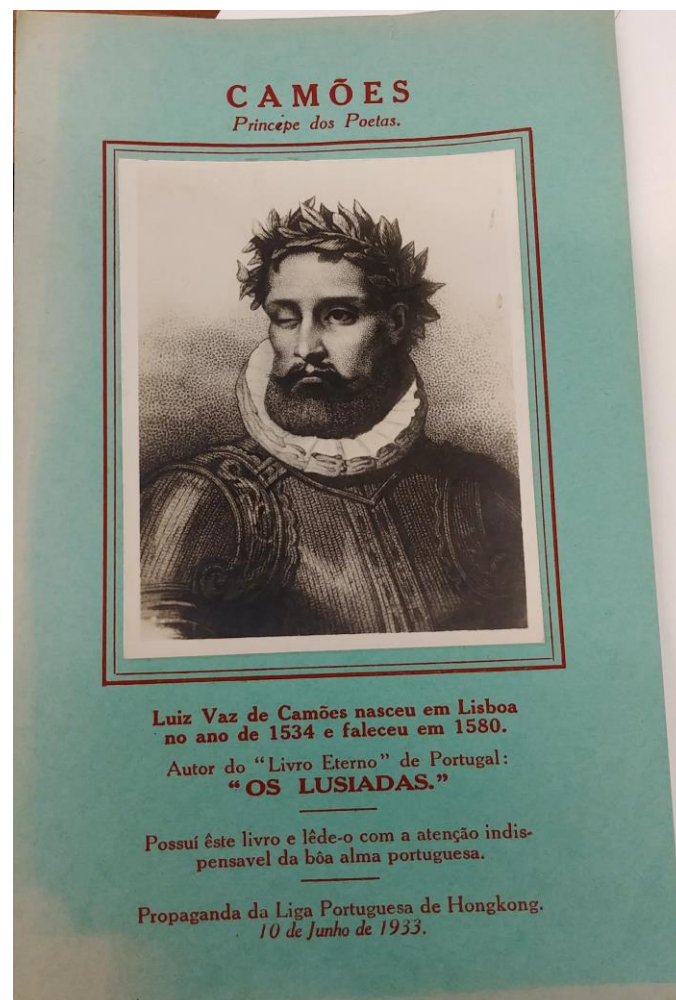 CAMÕES
Princepe dos Poetas.
Luiz Vaz de Camões nasceu em Lisboa
no ano de 1534 e faleceu em 1580.
Autor do "Livro Eterno" de Portugal:
"OS LUSIADAS."
Possuí êste livro e lêde-o com a atenção indis-
pensavel da bôa alma portuguesa.
Propaganda da Liga Portuguesa de Hongkong.
10 de Junho de 1933.